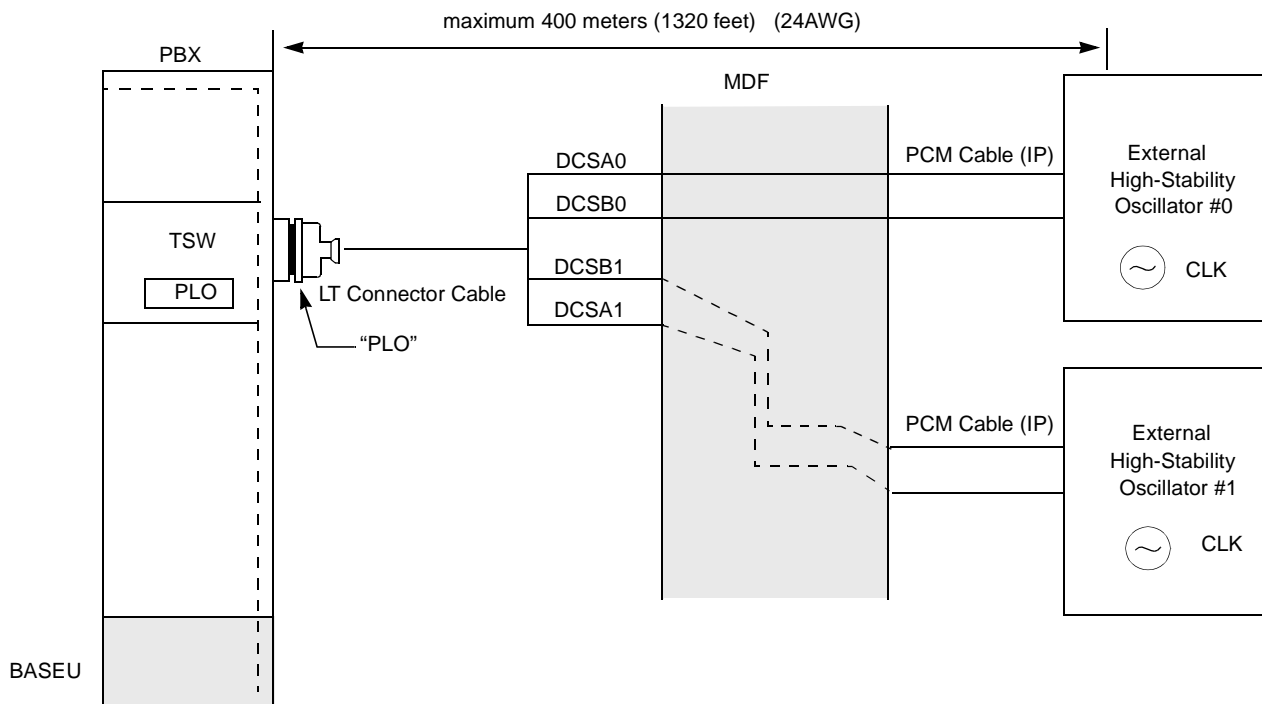 maximum 400 meters (1320 feet) (24AWG)
PBX
MDF
DCSA0
PCM Cable (IP)
External
High-Stability
Oscillator #0
DCSB0
TSW
DCSB1
CLK
PLO
LT Connector Cable
DCSA1
“PLO”
PCM Cable (IP)
External
High-Stability
Oscillator #1
CLK
BASEU